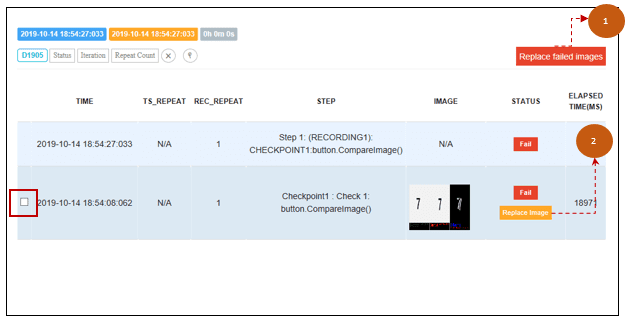 1
2019-10-14 18:54:27:033 2019-10-14 18:54:27:033 0h 0m 0s
D1905 Status Iteration Repeat Count
Replace failed images
TIME TS_REPEAT REC_REPEAT STEP IMAGE STATUS ELAPSED
TIME(MS)
2019-10-14 18:54:27:033 N/A 1 Step 1: (RECORDING1):
CHECKPOINT1:button.CompareImage()
N/A Fail
2
2019-10-14 18:54:08:062 N/A 1 Checkpoint1 : Check 1:
button.CompareImage()
7 7
Fail
Replace Image
1897